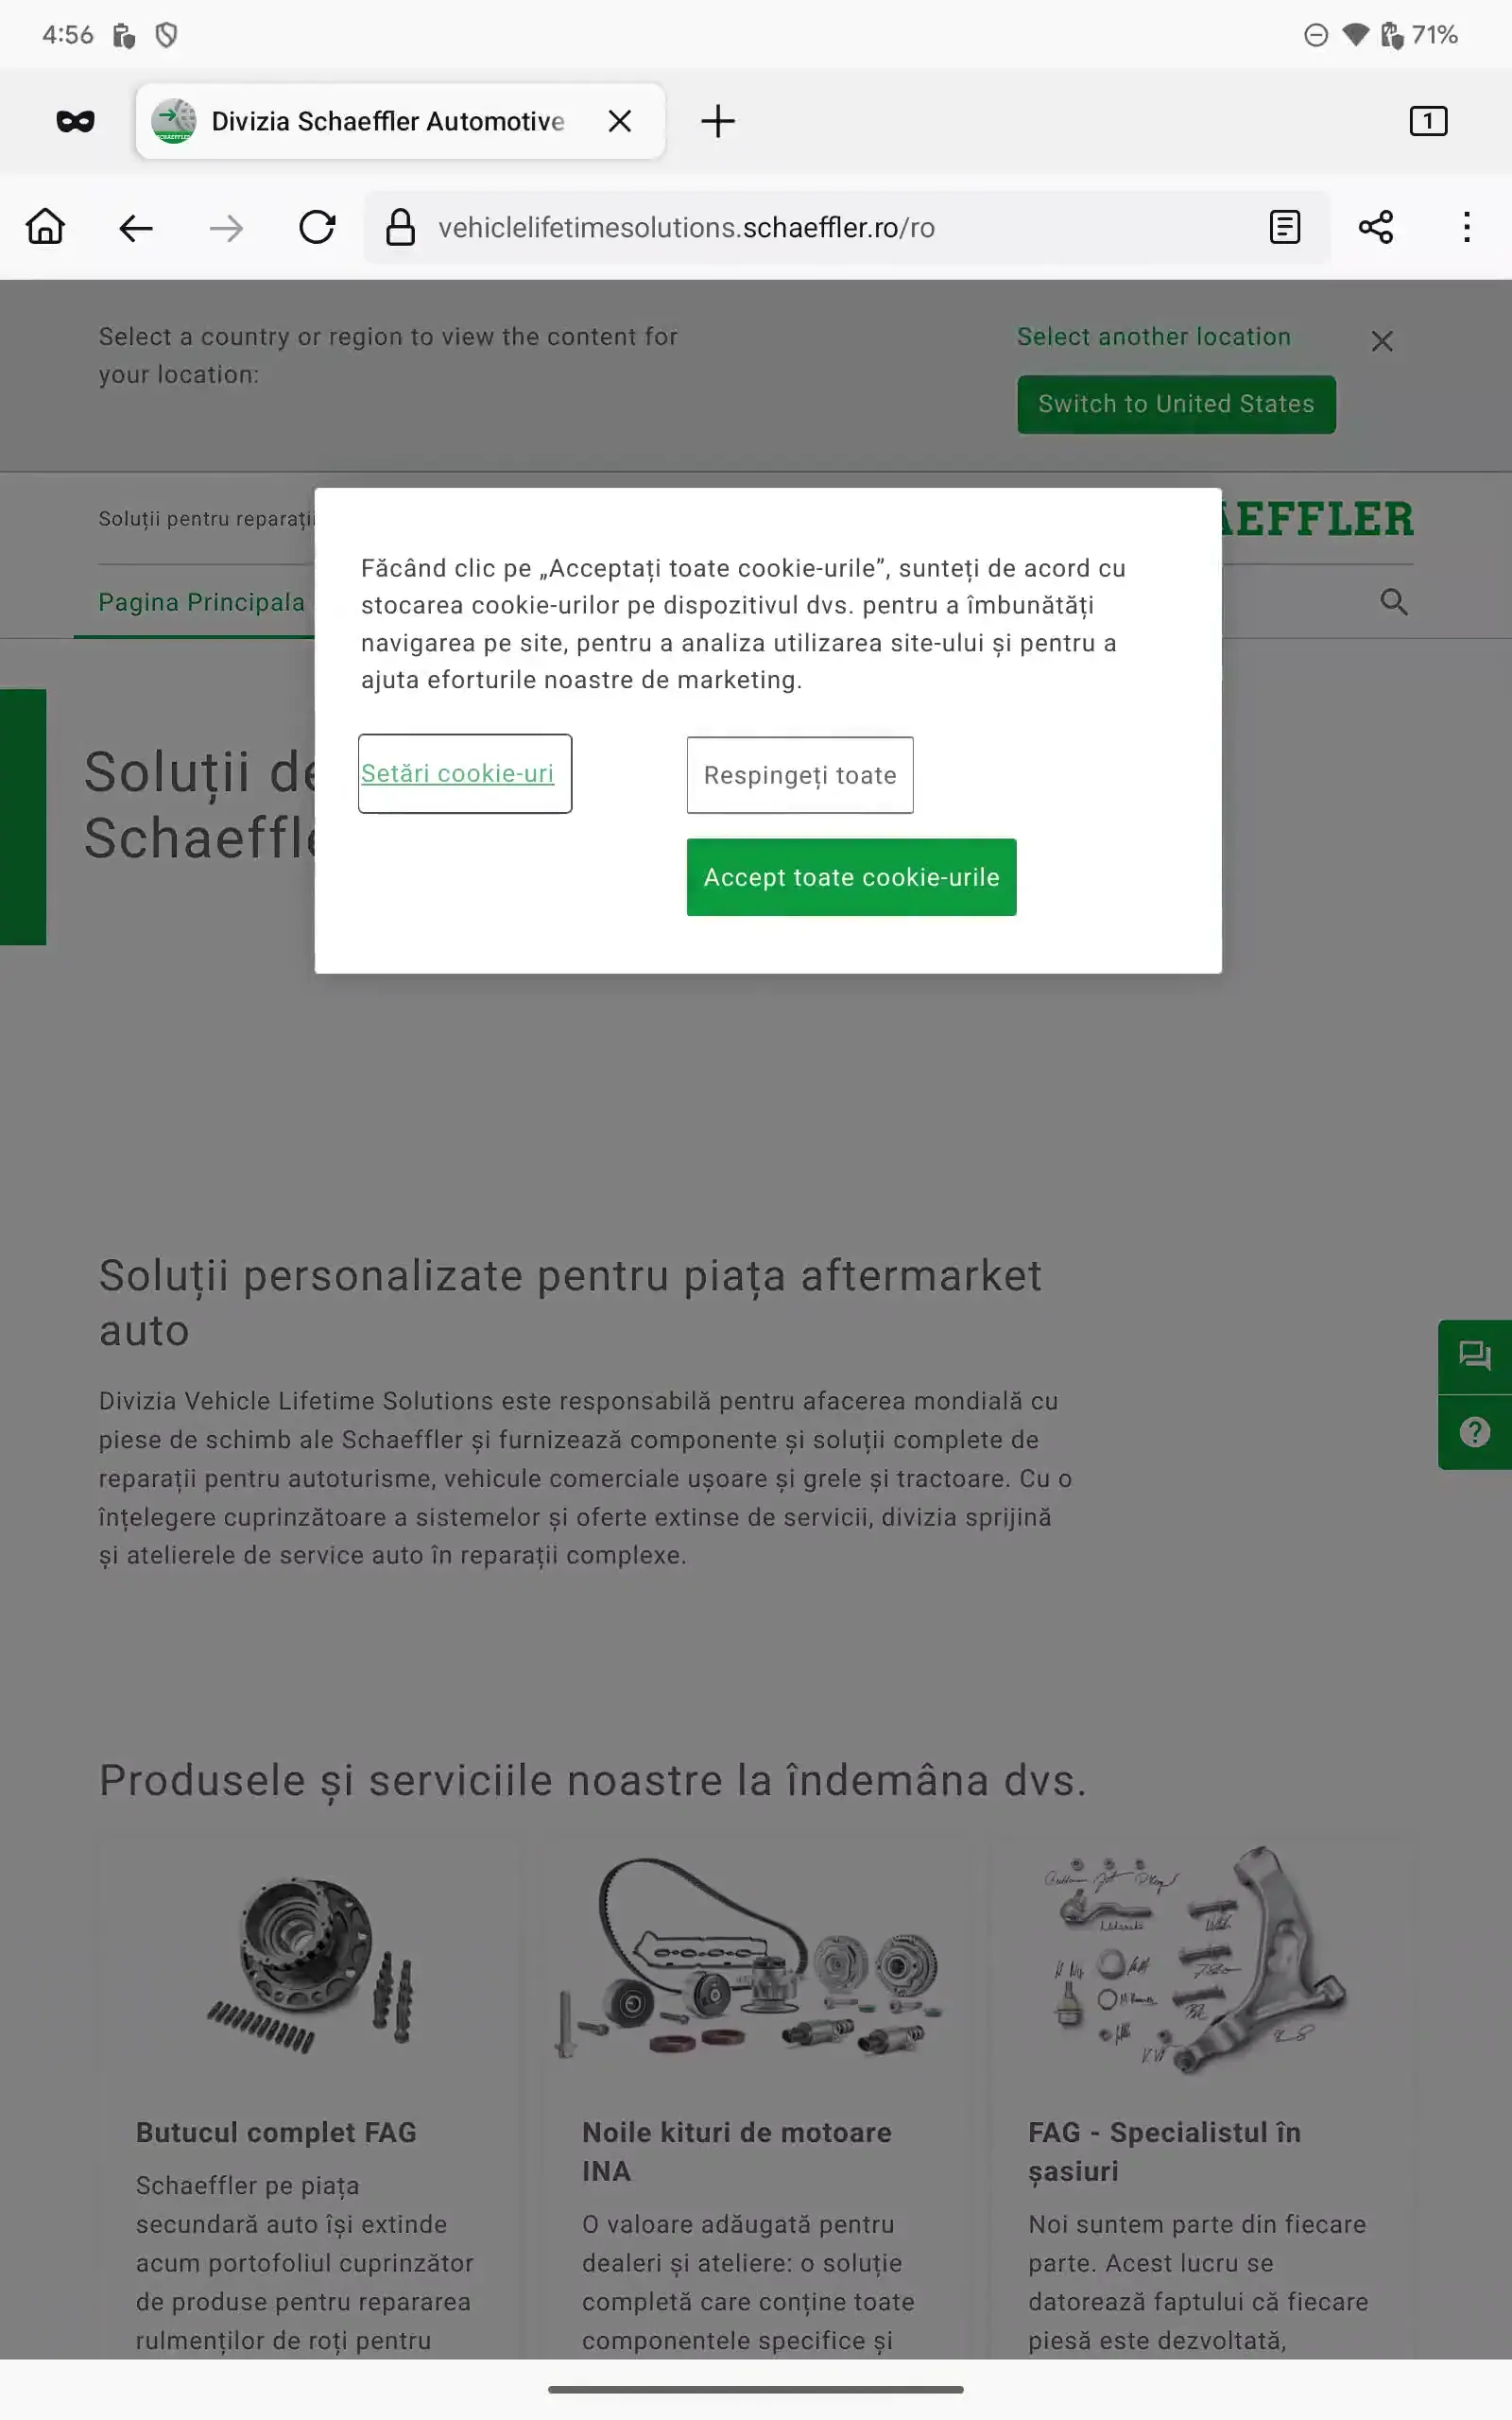 4:56
71%
Divizia Schaeffler Automotive
1
vehiclelifetimesolutions.schaeffler.ro/ro
Select a country or region to view the content for
your location:
Select another location
Switch to United States
Soluții pentru reparații
AEFFLER
Pagina Principala
Făcând clic pe „Acceptați toate cookie-urile”, sunteți de acord cu
stocarea cookie-urilor pe dispozitivul dvs. pentru a îmbunătăți
navigarea pe site, pentru a analiza utilizarea site-ului și pentru a
ajuta eforturile noastre de marketing.
Setări cookie-uri
Respingeți toate
Accept toate cookie-urile
Soluții de
Schaeffle
Soluții personalizate pentru piața aftermarket
auto
Divizia Vehicle Lifetime Solutions este responsabilă pentru afacerea mondială cu
piese de schimb ale Schaeffler și furnizează componente și soluții complete de
reparații pentru autoturisme, vehicule comerciale ușoare și grele și tractoare. Cu o
înțelegere cuprinzătoare a sistemelor și oferte extinse de servicii, divizia sprijină
și atelierele de service auto în reparații complexe.
Produsele și serviciile noastre la îndemâna dvs.
Butucul complet FAG
Schaeffler pe piața
secundară auto își extinde
acum portofoliul cuprinzător
de produse pentru repararea
rulmenților de roți pentru
Noile kituri de motoare
INA
O valoare adăugată pentru
dealeri și ateliere: o soluție
completă care conține toate
componentele specifice și
FAG - Specialistul în
șasiuri
Noi suntem parte din fiecare
parte. Acest lucru se
datorează faptului că fiecare
piesă este dezvoltată,